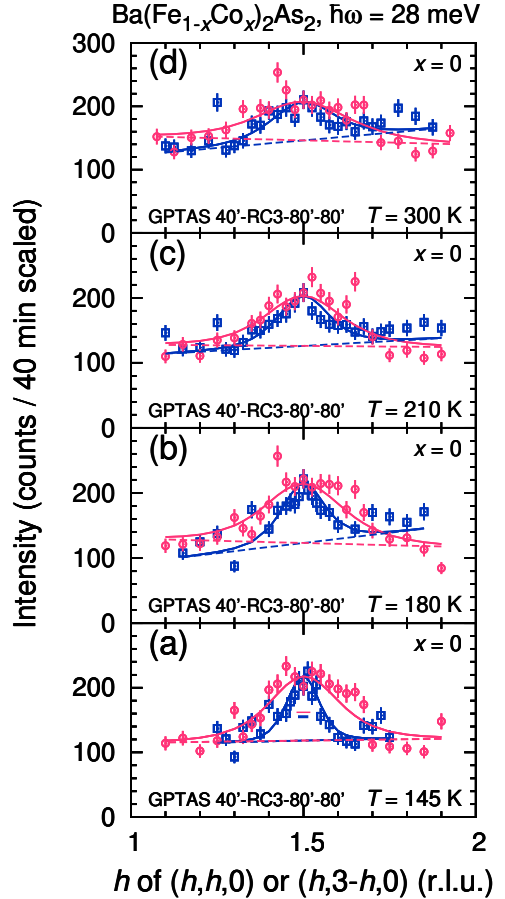 Ba(Fe₁₋ₓCoₓ)₂As₂, ħω = 28 meV
Intensity (counts / 40 min scaled)
300
200
100
0
(d)
x = 0
GPTAS 40'-RC3-80'-80'
T = 300 K
200
100
0
(c)
x = 0
GPTAS 40'-RC3-80'-80'
T = 210 K
200
100
0
(b)
x = 0
GPTAS 40'-RC3-80'-80'
T = 180 K
200
100
0
(a)
x = 0
GPTAS 40'-RC3-80'-80'
T = 145 K
1
1.5
2
h of (h,h,0) or (h,3-h,0) (r.l.u.)